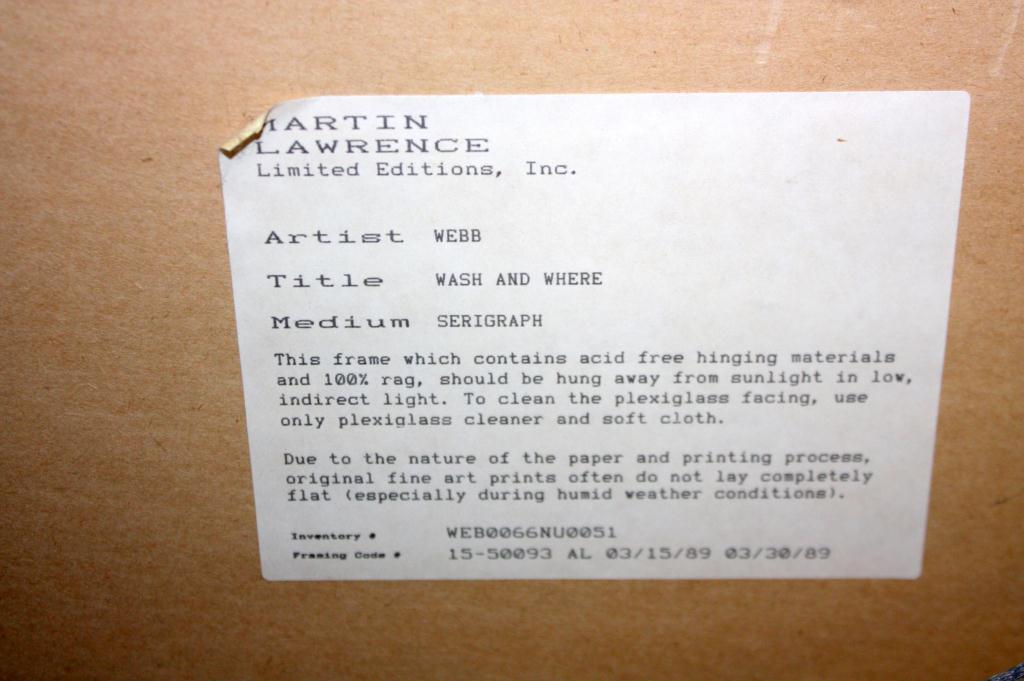 MARTIN
LAWRENCE
Limited Editions, Inc.
Artist WEBB
Title WASH AND WHERE
Medium SERIGRAPH
This frame which contains acid free hinging materials
and 100% rag, should be hung away from sunlight in low,
indirect light. To clean the plexiglass facing, use
only plexiglass cleaner and soft cloth.
Due to the nature of the paper and printing process,
original fine art prints often do not lay completely
flat (especially during humid weather conditions).
Inventory # WEB0066NU0051
Framing Code # 15-50093 AL 03/15/89 03/30/89